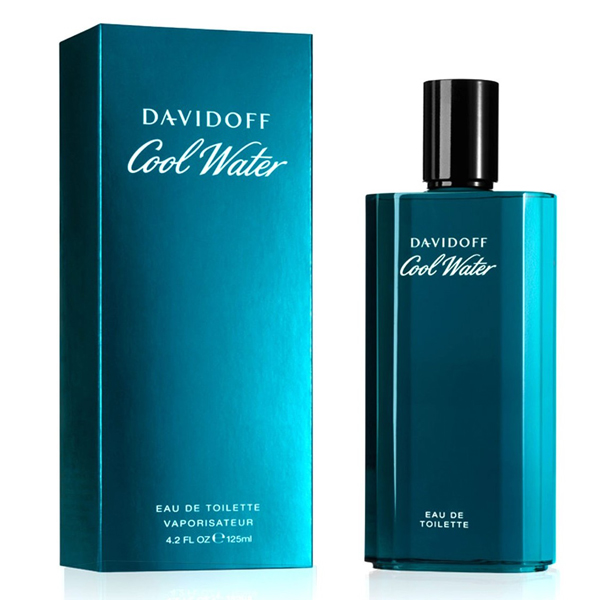 DAVIDOFF
Cool Water
EAU DE TOILETTE
VAPORISATEUR
4.2 FL OZ ℮ 125ml
DAVIDOFF
Cool Water
EAU DE
TOILETTE